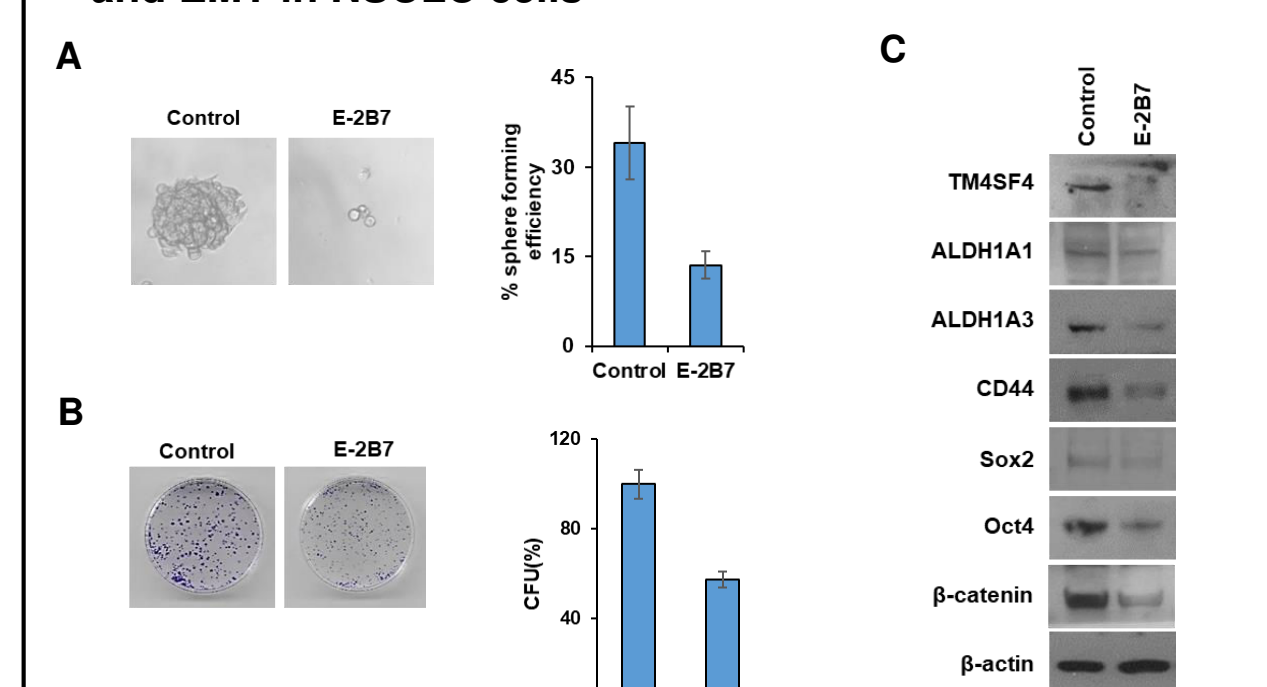 A
Control
E-2B7
45
30
15
0
% sphere forming
efficiency
Control
E-2B7
B
Control
E-2B7
120
80
40
CFU(%)
C
Control
E-2B7
TM4SF4
ALDH1A1
ALDH1A3
CD44
Sox2
Oct4
β-catenin
β-actin